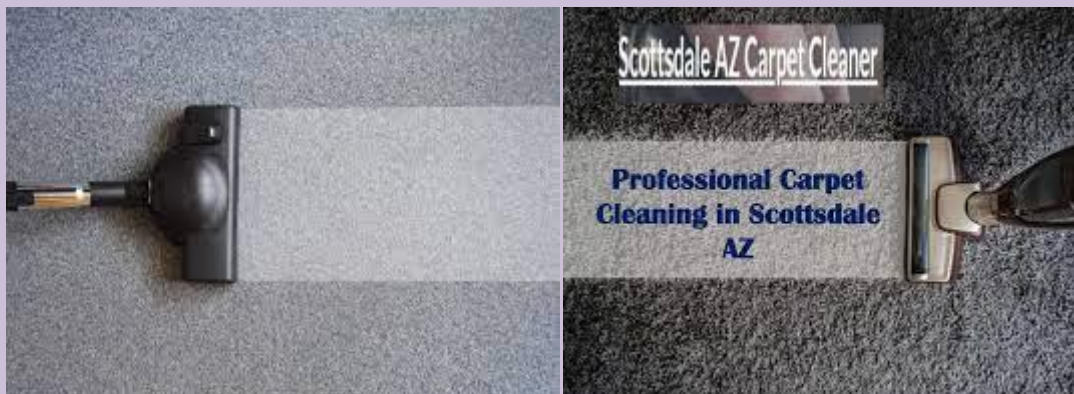 Scottsdale AZ Carpet Cleaner
Professional Carpet
Cleaning in Scottsdale
AZ